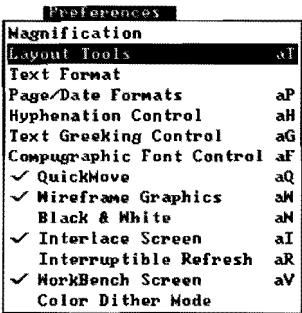 Preferences
Magnification
Layout Tools aT
Text Format
Page/Date Formats aP
Hyphenation Control aH
Text Greeking Control aG
Compugraphic Font Control aF
✓ QuickMove aQ
✓ Wireframe Graphics aW
Black & White aN
✓ Interlace Screen aI
Interruptible Refresh aR
✓ WorkBench Screen aV
Color Dither Mode